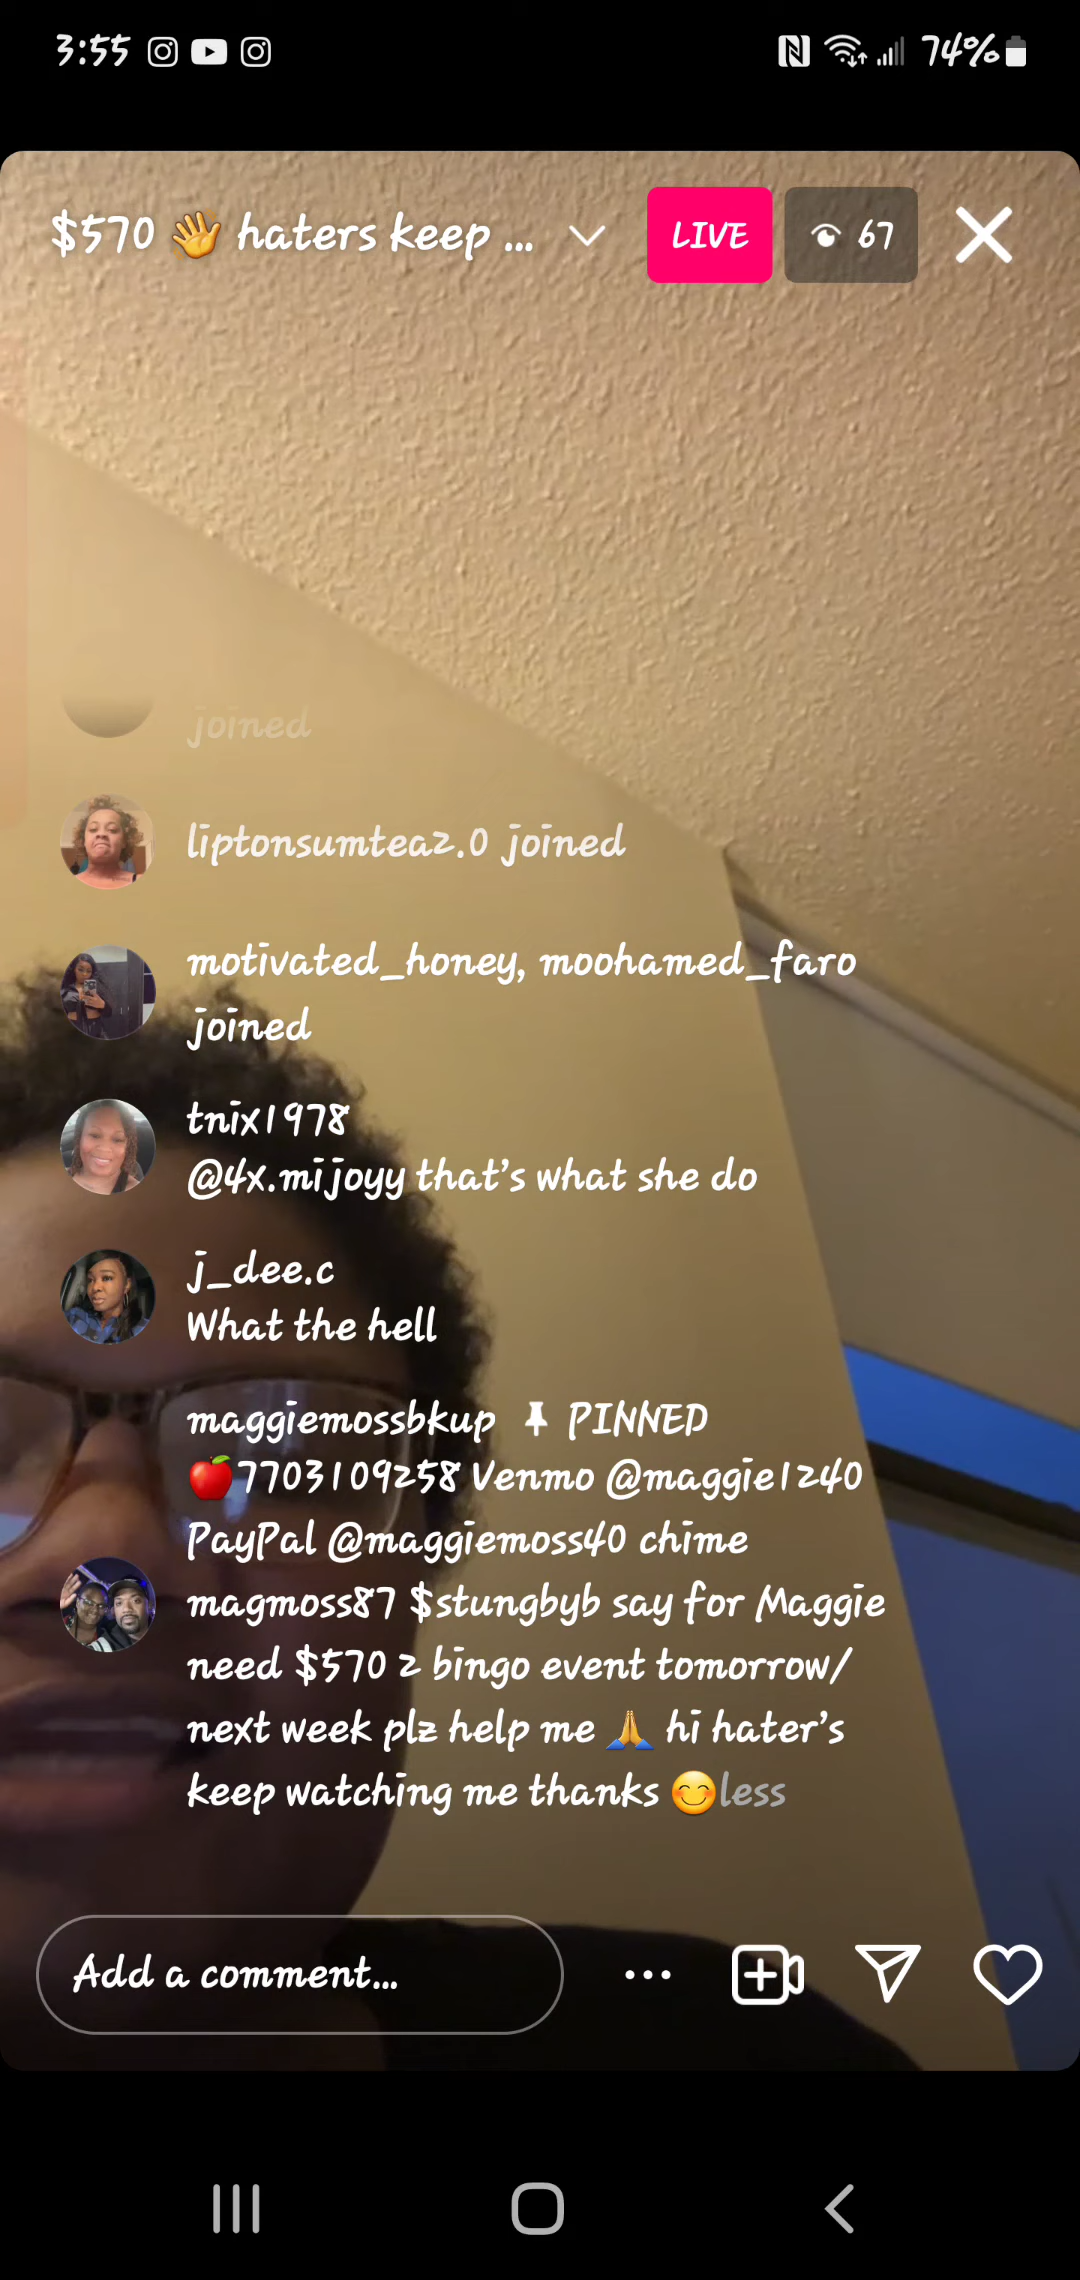 3:55
74%
$570 👋 haters keep ...
LIVE
67
joined
liptonsumtea2.0 joined
motivated_honey, moohamed_faro
joined
tnix1978
@4x.mijoyy that's what she do
j_dee.c
What the hell
maggiemossbkup 📌 PINNED
🍎7703109258 Venmo @maggie1240
PayPal @maggiemoss40 chime
magmoss87 $stungbyb say for Maggie
need $570 2 bingo event tomorrow/
next week plz help me 🙏 hi hater's
keep watching me thanks 😊less
Add a comment...